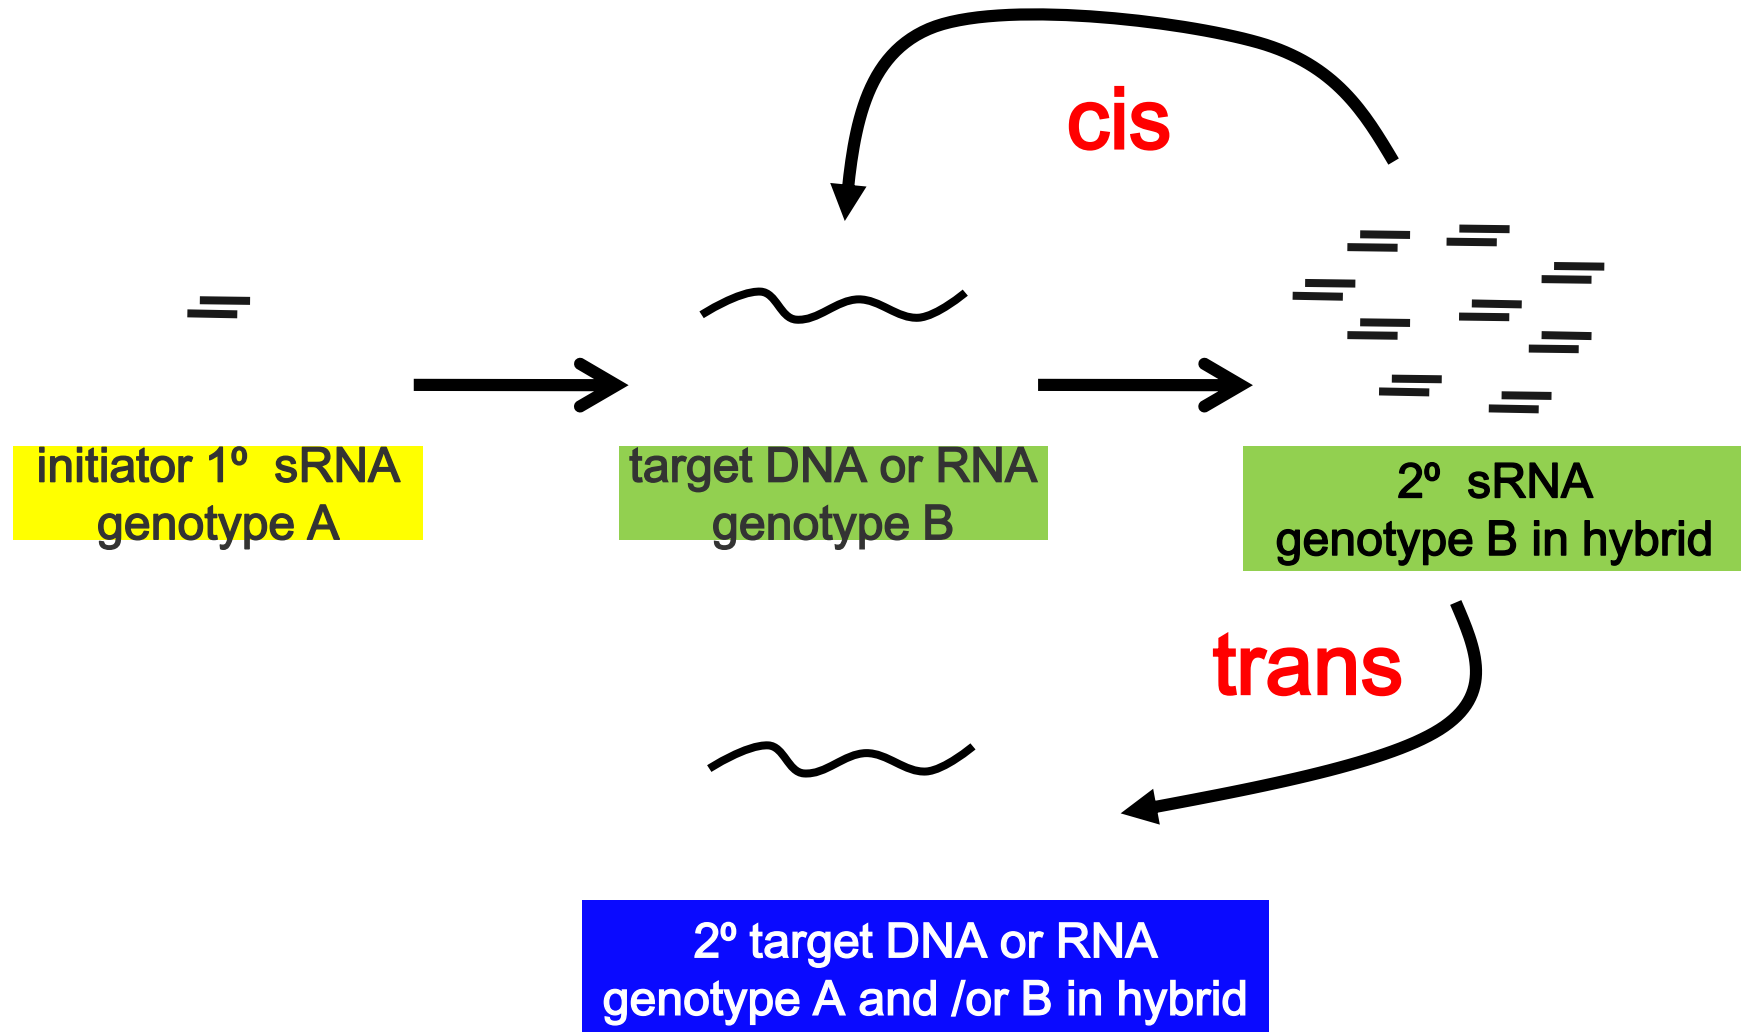 cis
initiator 1º sRNA
genotype A
target DNA or RNA
genotype B
2º sRNA
genotype B in hybrid
trans
2º target DNA or RNA
genotype A and /or B in hybrid